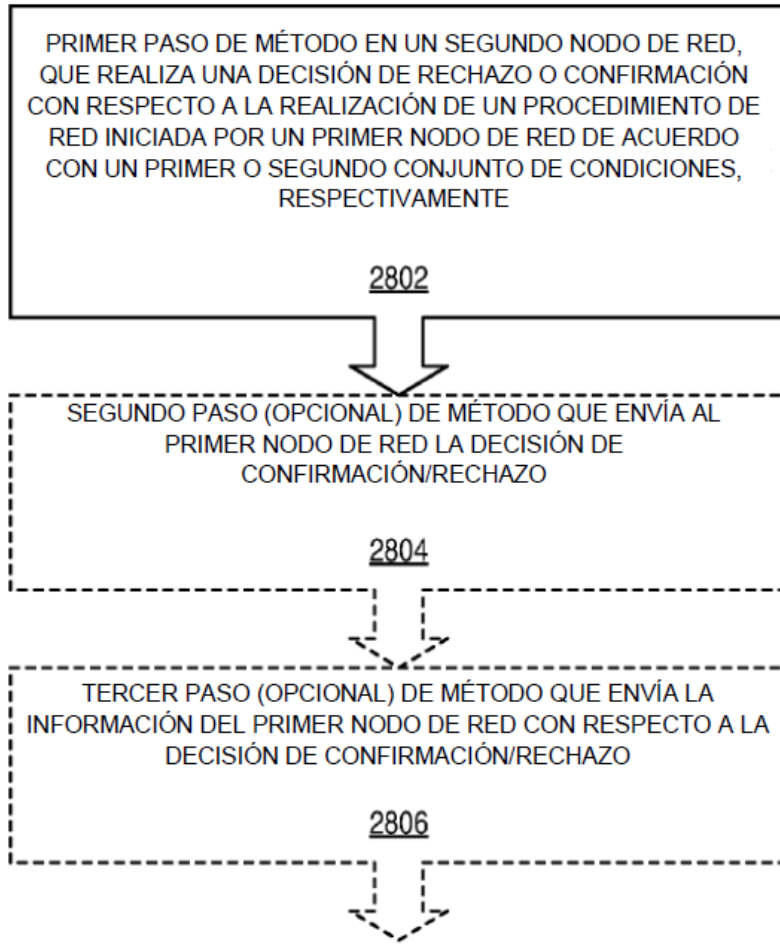 PRIMER PASO DE MÉTODO EN UN SEGUNDO NODO DE RED,
QUE REALIZA UNA DECISIÓN DE RECHAZO O CONFIRMACIÓN
CON RESPECTO A LA REALIZACIÓN DE UN PROCEDIMIENTO DE
RED INICIADA POR UN PRIMER NODO DE RED DE ACUERDO
CON UN PRIMER O SEGUNDO CONJUNTO DE CONDICIONES,
RESPECTIVAMENTE
2802
SEGUNDO PASO (OPCIONAL) DE MÉTODO QUE ENVÍA AL
PRIMER NODO DE RED LA DECISIÓN DE
CONFIRMACIÓN/RECHAZO
2804
TERCER PASO (OPCIONAL) DE MÉTODO QUE ENVÍA LA
INFORMACIÓN DEL PRIMER NODO DE RED CON RESPECTO A LA
DECISIÓN DE CONFIRMACIÓN/RECHAZO
2806